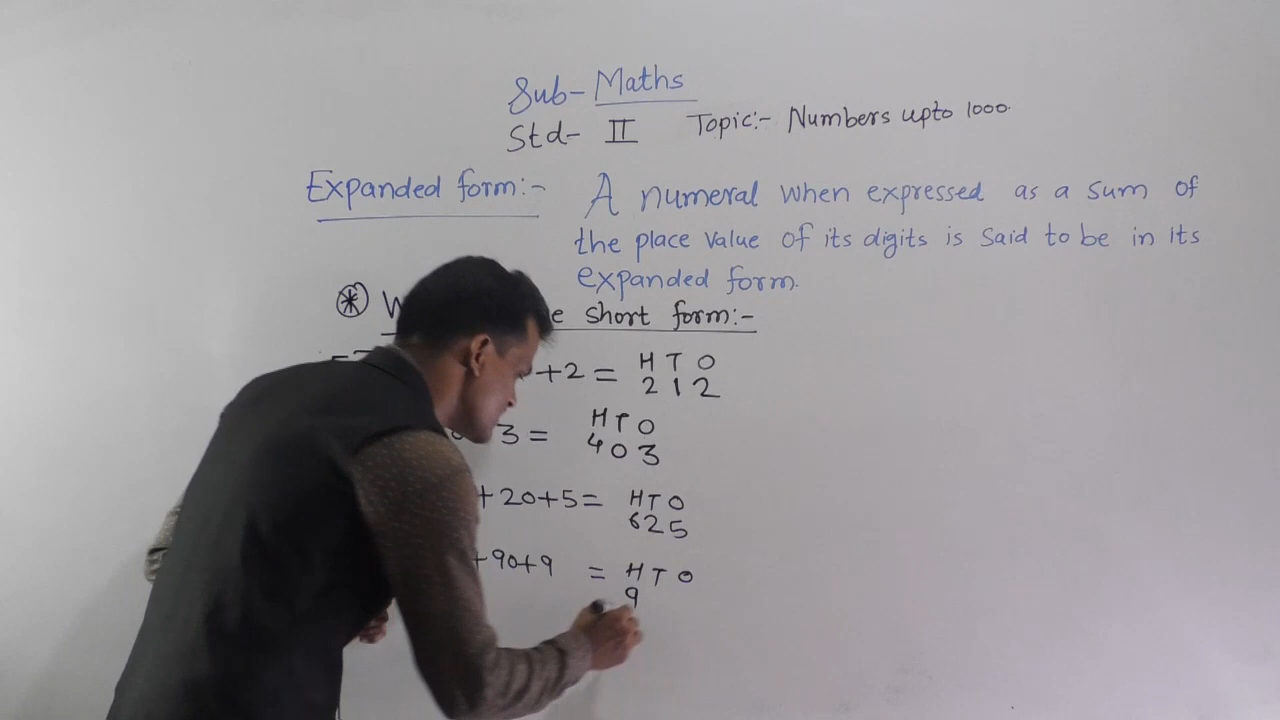 Sub- Maths
Std- II Topic:- Numbers upto 1000.
Expanded form:- A numeral when expressed as a sum of
the place value of its digits is said to be in its
expanded form.
short form:-
+2 = H T O
2 1 2
3 = H T O
4 0 3
+20+5= H T O
6 2 5
+90+9 = H T O
9